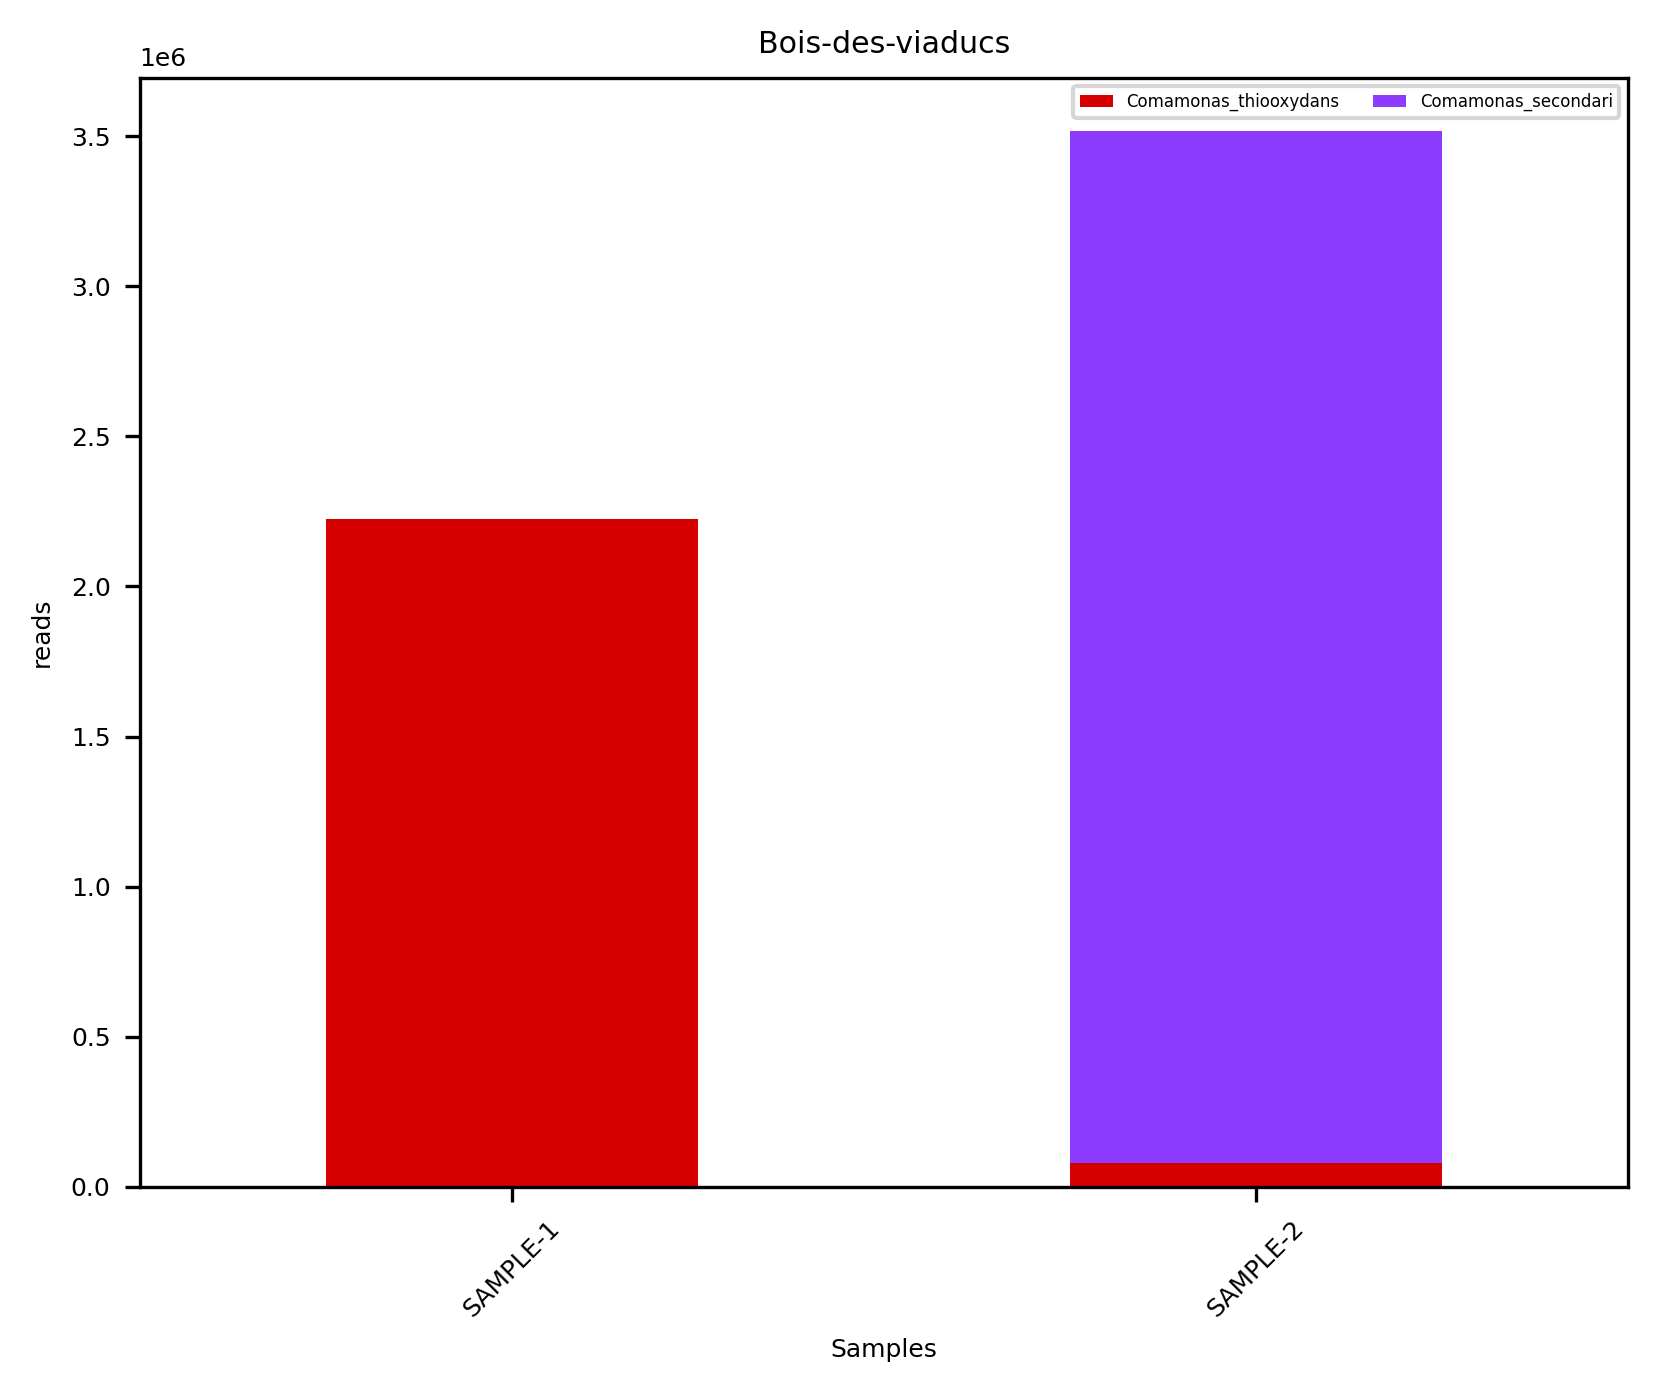 Bois-des-viaducs
1e6
Comamonas_thiooxydans Comamonas_secondari
3.5
3.0
2.5
2.0
1.5
1.0
0.5
0.0
reads
SAMPLE-1 SAMPLE-2
Samples